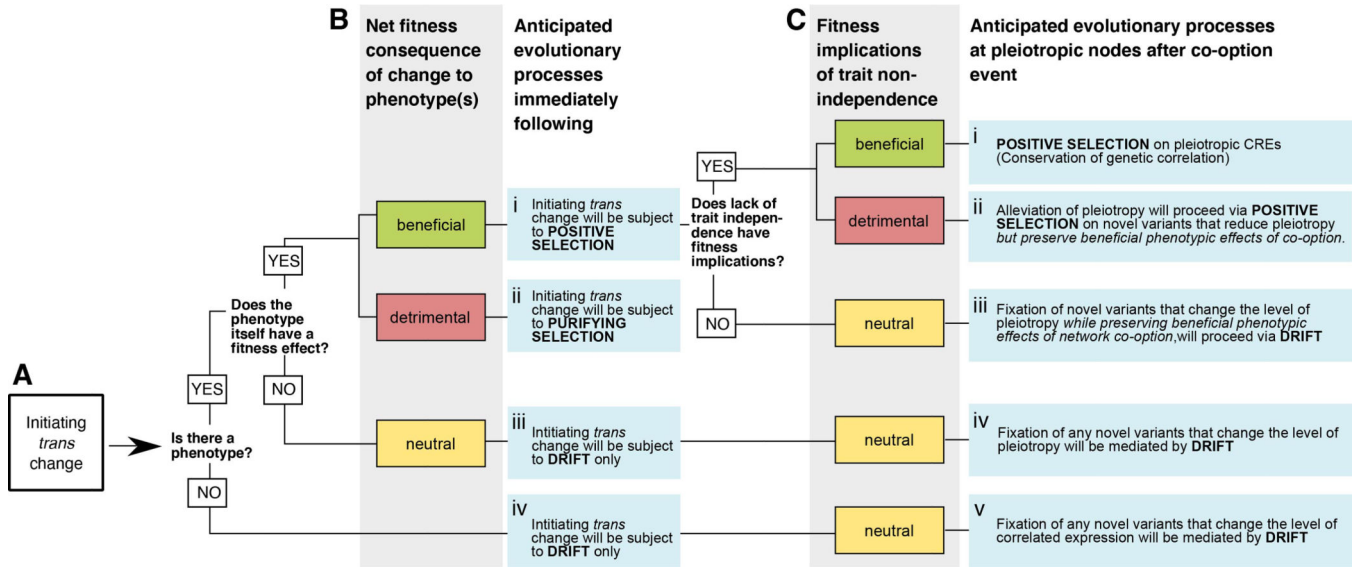 A
Initiating
trans
change
Is there a
phenotype?
YES
NO
Does the
phenotype
itself have a
fitness effect?
YES
NO
B
Net fitness
consequence
of change to
phenotype(s)
Anticipated
evolutionary
processes
immediately
following
beneficial
i
Initiating trans
change will be subject
to POSITIVE
SELECTION
detrimental
ii
Initiating trans
change will be subject
to PURIFYING
SELECTION
neutral
iii
Intitiating trans
change will be subject
to DRIFT only
iv
Intitiating trans
change will be subject
to DRIFT only
YES
Does lack of
trait indepen-
dence have
fitness
implications?
NO
C
Fitness
implications
of trait non-
independence
Anticipated evolutionary processes
at pleiotropic nodes after co-option
event
beneficial
i
POSITIVE SELECTION on pleiotropic CREs
(Conservation of genetic correlation)
detrimental
ii
Alleviation of pleiotropy will proceed via POSITIVE
SELECTION on novel variants that reduce pleiotropy
but preserve beneficial phenotypic effects of co-option.
neutral
iii
Fixation of novel variants that change the level of
pleiotropy while preserving beneficial phenotypic
effects of network co-option,will proceed via DRIFT
neutral
iv
Fixation of any novel variants that change the level of
pleiotropy will be mediated by DRIFT
neutral
v
Fixation of any novel variants that change the level of
correlated expression will be mediated by DRIFT